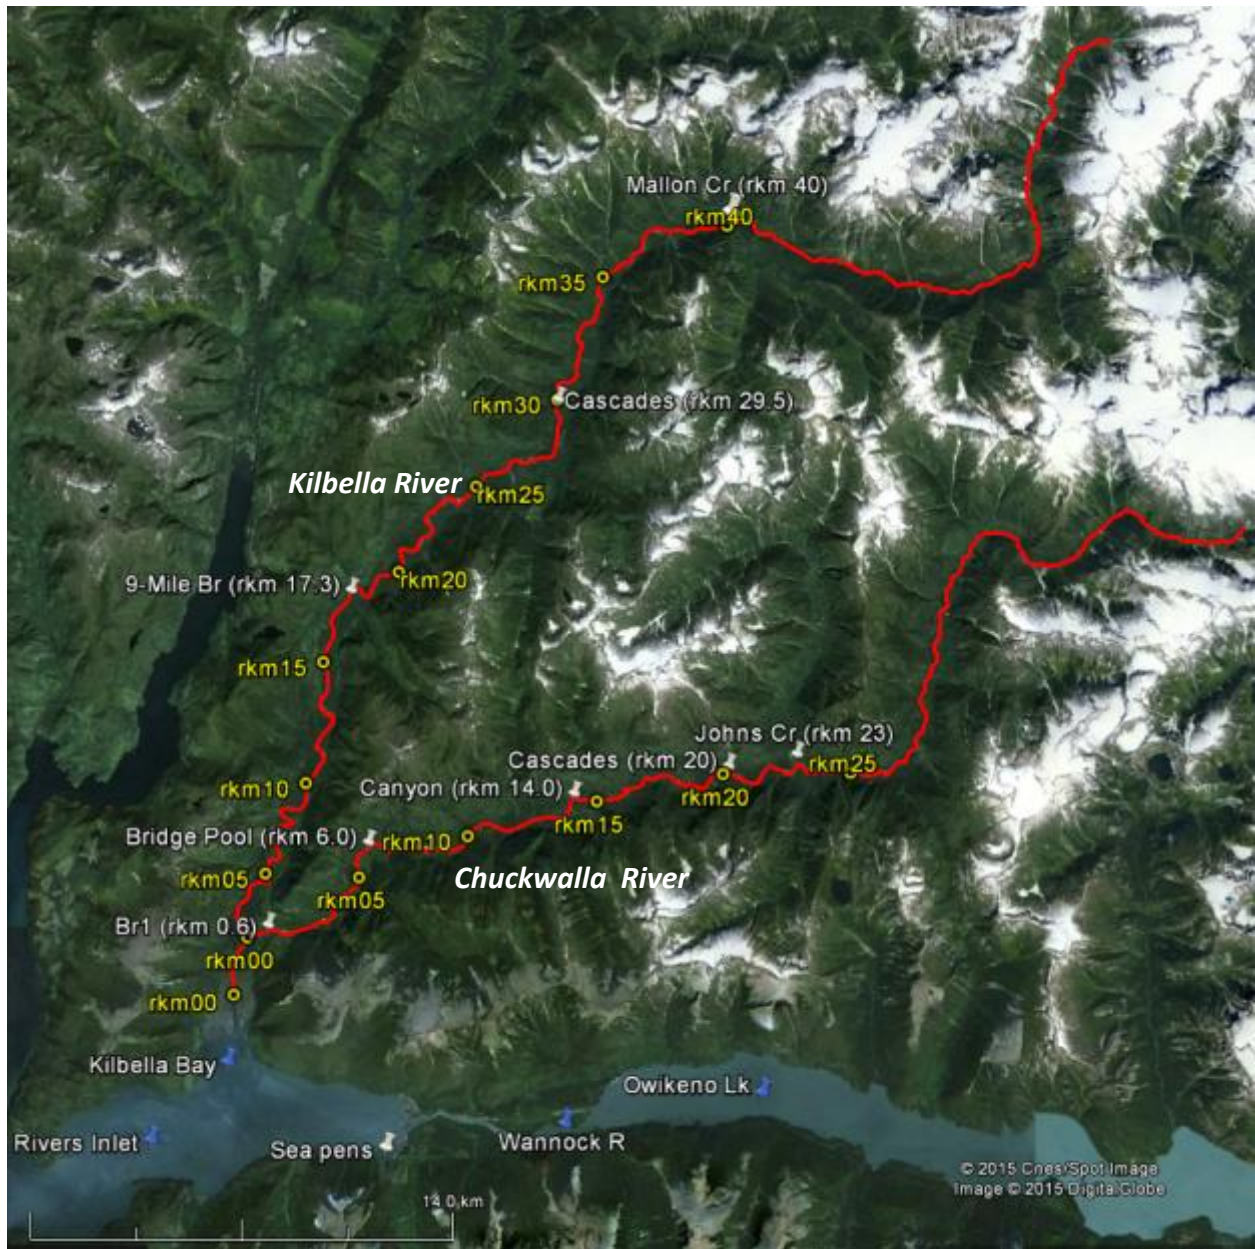 Mallon Cr (rkm 40)
rkm40
rkm35
rkm30
Cascades (rkm 29.5)
Kilbella River
rkm25
rkm20
9-Mile Br (rkm 17.3)
rkm15
Johns Cr (rkm 23)
Cascades (rkm 20)
rkm25
rkm10
Canyon (rkm 14.0)
rkm20
rkm15
Bridge Pool (rkm 6.0)
rkm10
rkm05
Chuckwalla River
rkm05
Br1 (rkm 0.6)
rkm00
rkm00
Kilbella Bay
Owikeno Lk
Rivers Inlet
Sea pens
Wannock R
© 2015 Cnes/Spot Image
Image © 2015 DigitalGlobe
14.0 km